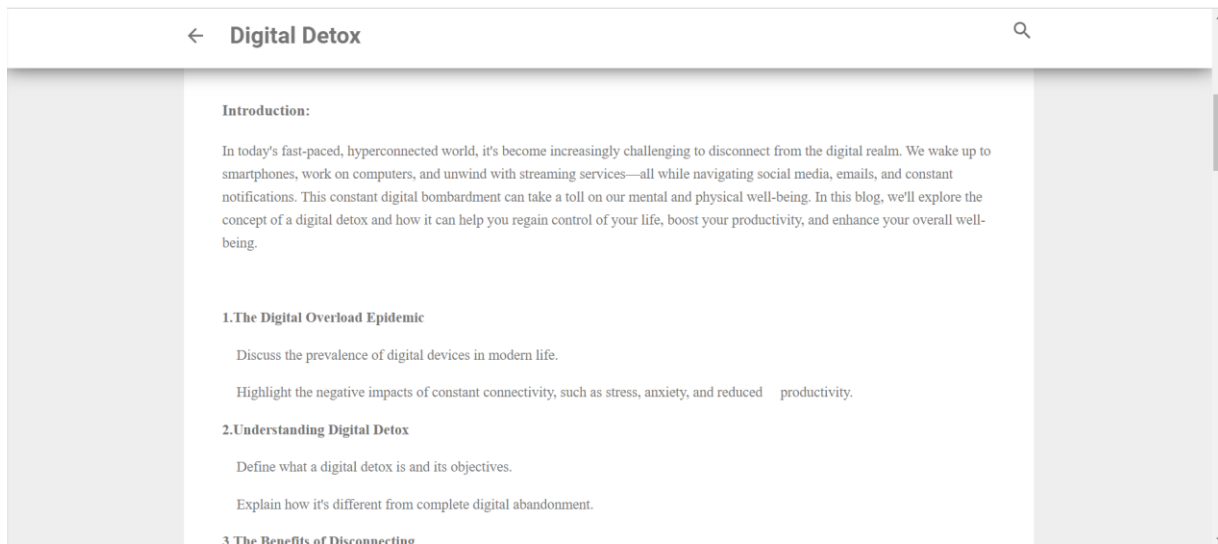 Digital Detox
Introduction:
In today's fast-paced, hyperconnected world, it's become increasingly challenging to disconnect from the digital realm. We wake up to
smartphones, work on computers, and unwind with streaming services—all while navigating social media, emails, and constant
notifications. This constant digital bombardment can take a toll on our mental and physical well-being. In this blog, we'll explore the
concept of a digital detox and how it can help you regain control of your life, boost your productivity, and enhance your overall well-
being.
1.The Digital Overload Epidemic
Discuss the prevalence of digital devices in modern life.
Highlight the negative impacts of constant connectivity, such as stress, anxiety, and reduced productivity.
2.Understanding Digital Detox
Define what a digital detox is and its objectives.
Explain how it's different from complete digital abandonment.
3.The Benefits of Disconnecting